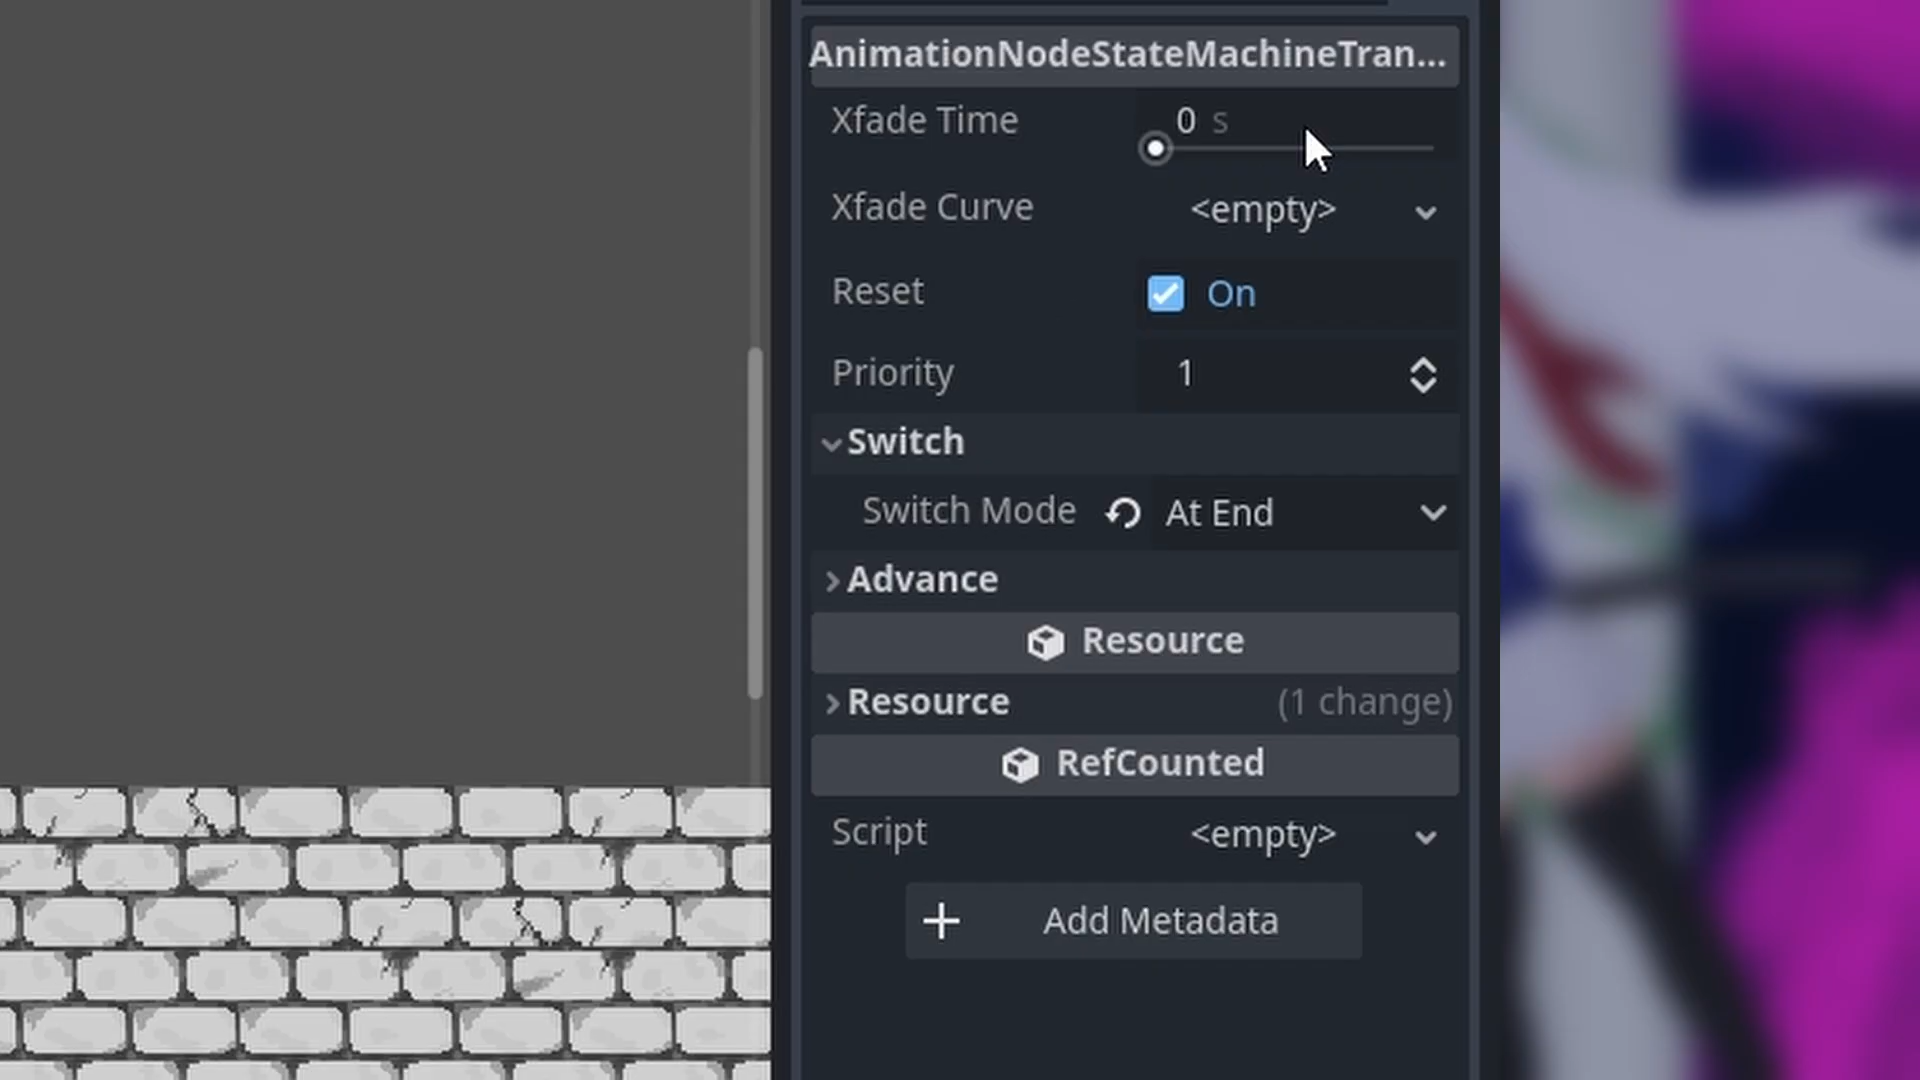 AnimationNodeStateMachineTran...
Xfade Time 0 s
Xfade Curve <empty>
Reset On
Priority 1
Switch
Switch Mode At End
Advance
Resource
Resource (1 change)
RefCounted
Script <empty>
Add Metadata